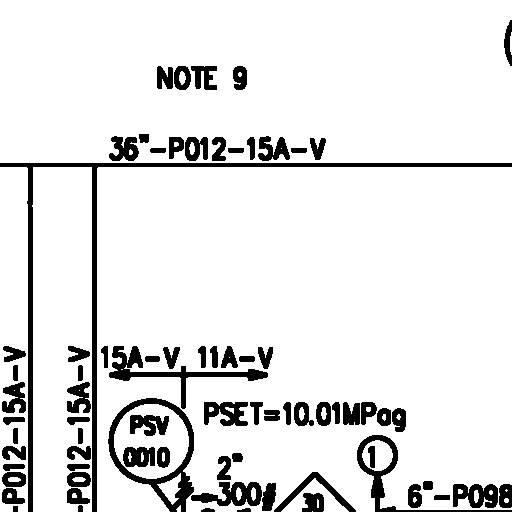 NOTE 9
36"-P012-15A-V
15A-V 11A-V
-P012-15A-V
-P012-15A-V
PSET=10.01MPag
PSV
0010
1
2"
300#
30
6"-P098